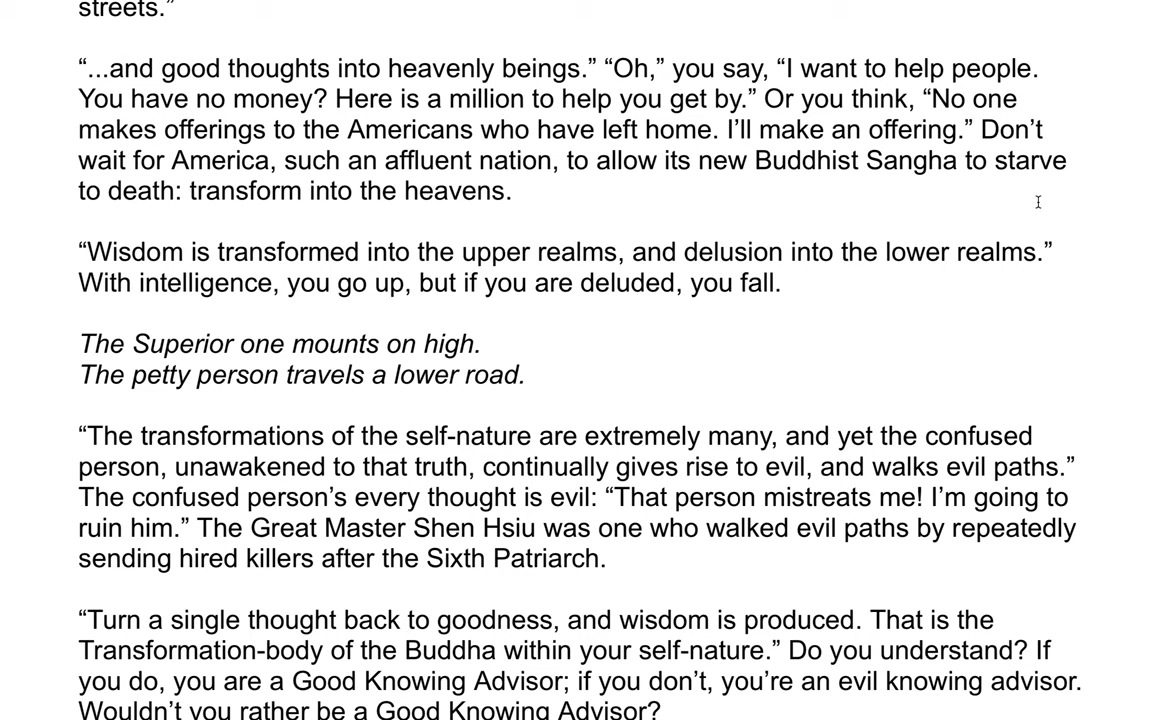 streets.”
“...and good thoughts into heavenly beings.” “Oh,” you say, “I want to help people.
You have no money? Here is a million to help you get by.” Or you think, “No one
makes offerings to the Americans who have left home. I’ll make an offering.” Don’t
wait for America, such an affluent nation, to allow its new Buddhist Sangha to starve
to death: transform into the heavens.
“Wisdom is transformed into the upper realms, and delusion into the lower realms.”
With intelligence, you go up, but if you are deluded, you fall.
The Superior one mounts on high.
The petty person travels a lower road.
“The transformations of the self-nature are extremely many, and yet the confused
person, unawakened to that truth, continually gives rise to evil, and walks evil paths.”
The confused person’s every thought is evil: “That person mistreats me! I’m going to
ruin him.” The Great Master Shen Hsiu was one who walked evil paths by repeatedly
sending hired killers after the Sixth Patriarch.
“Turn a single thought back to goodness, and wisdom is produced. That is the
Transformation-body of the Buddha within your self-nature.” Do you understand? If
you do, you are a Good Knowing Advisor; if you don’t, you’re an evil knowing advisor.
Wouldn’t you rather be a Good Knowing Advisor?